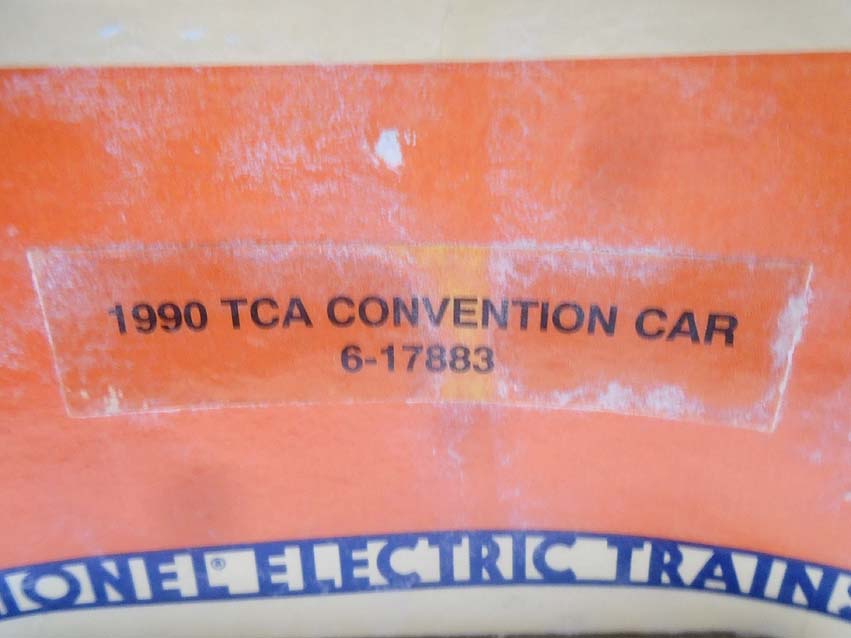 1990 TCA CONVENTION CAR
6-17883
IONEL® ELECTRIC TRAINS